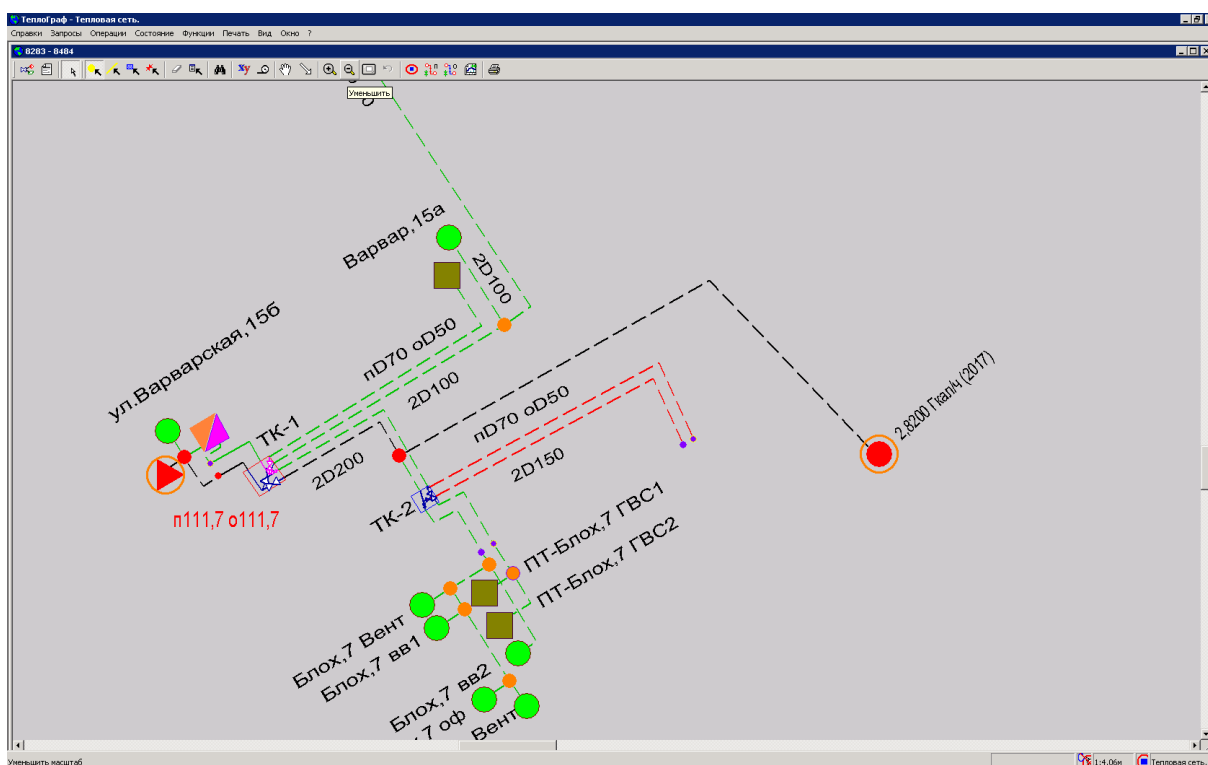 ТеплоГраф - Тепловая сеть.
Справки Запросы Операции Состояние Функции Печать Вид Окно ?
8283 - 8484
Уменьшить
Варвар,15а
2D100
ул.Варварская,15б
пD70 оD50
2D100
ТК-1
2D200
пD70 оD50
2D150
2,8200 Гкал/ч (2017)
ТК-2
п111,7 о111,7
ПТ-Блох,7 ГВС1
ПТ-Блох,7 ГВС2
Блох,7 Вент
Блох,7 вв1
Блох,7 вв2
,7 оф
Вент
Уменьшить масштаб
1:4.06м
Тепловая сеть.